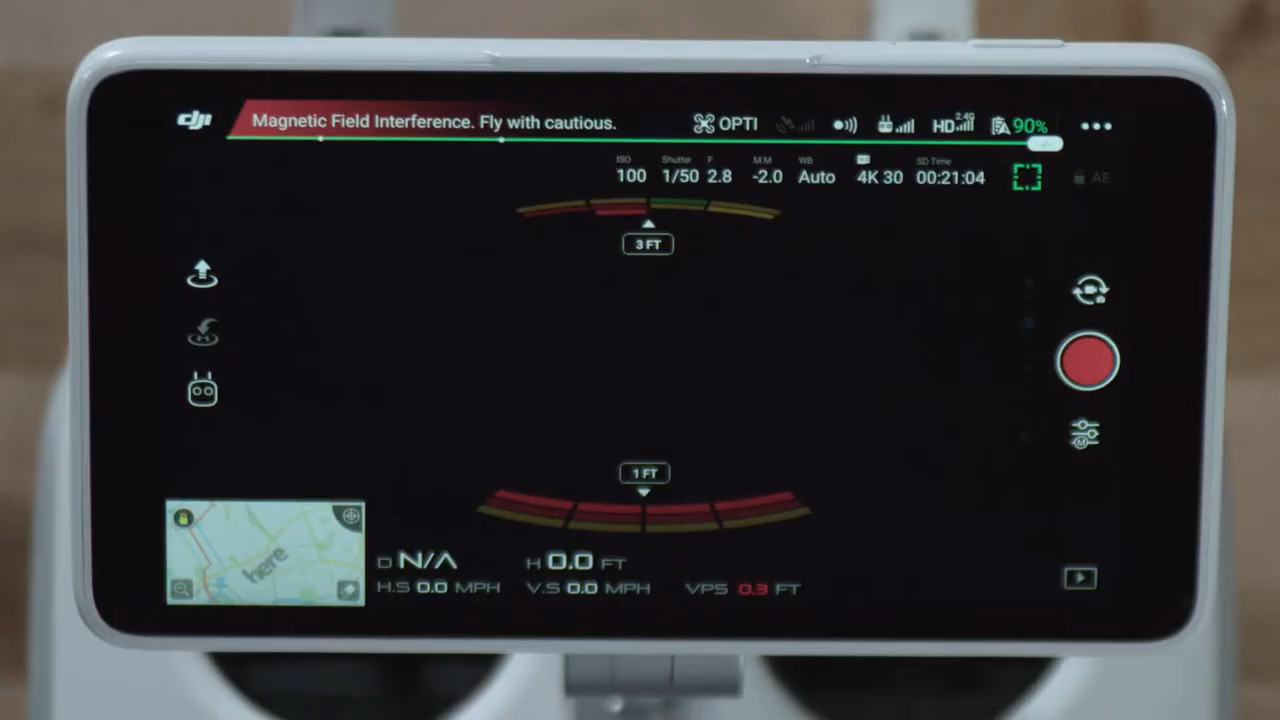 dji Magnetic Field Interference. Fly with cautious. OPTI HD 2.4G 90%
ISO Shutter F M.M WB SD Time
100 1/50 2.8 -2.0 Auto 4K 30 00:21:04 AE
3 FT
1 FT
here
D N/A H 0.0 FT
H.S 0.0 MPH V.S 0.0 MPH VPS 0.3 FT
M